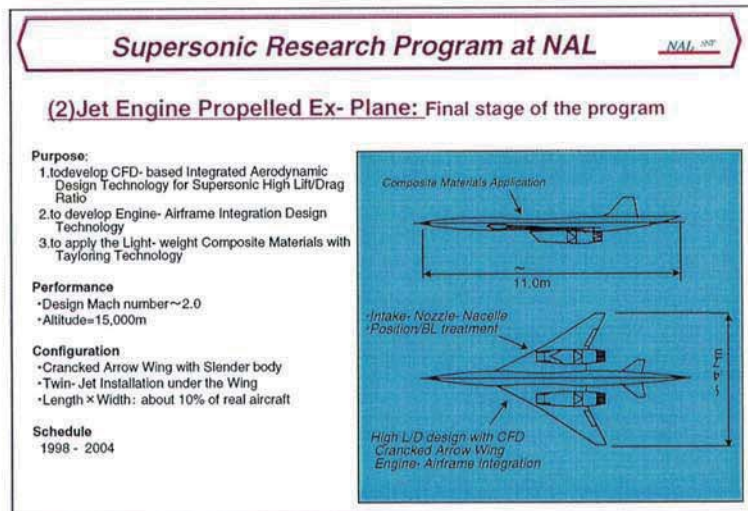 Supersonic Research Program at NAL
NAL
(2)Jet Engine Propelled Ex- Plane: Final stage of the program
Purpose:
1.todevelop CFD- based Integrated Aerodynamic
Design Technology for Supersonic High Lift/Drag
Ratio
2.to develop Engine- Airframe Integration Design
Technology
3.to apply the Light- weight Composite Materials with
Tayloring Technology
Performance
・Design Mach number～2.0
・Altitude=15,000m
Configuration
・Crancked Arrow Wing with Slender body
・Twin- Jet Installation under the Wing
・Length×Width: about 10% of real aircraft
Schedule
1998 - 2004
Composite Materials Application
～
11.0m
・Intake- Nozzle- Nacelle
・Position/BL treatment
High L/D design with CFD
Crancked Arrow Wing
Engine- Airframe Integration